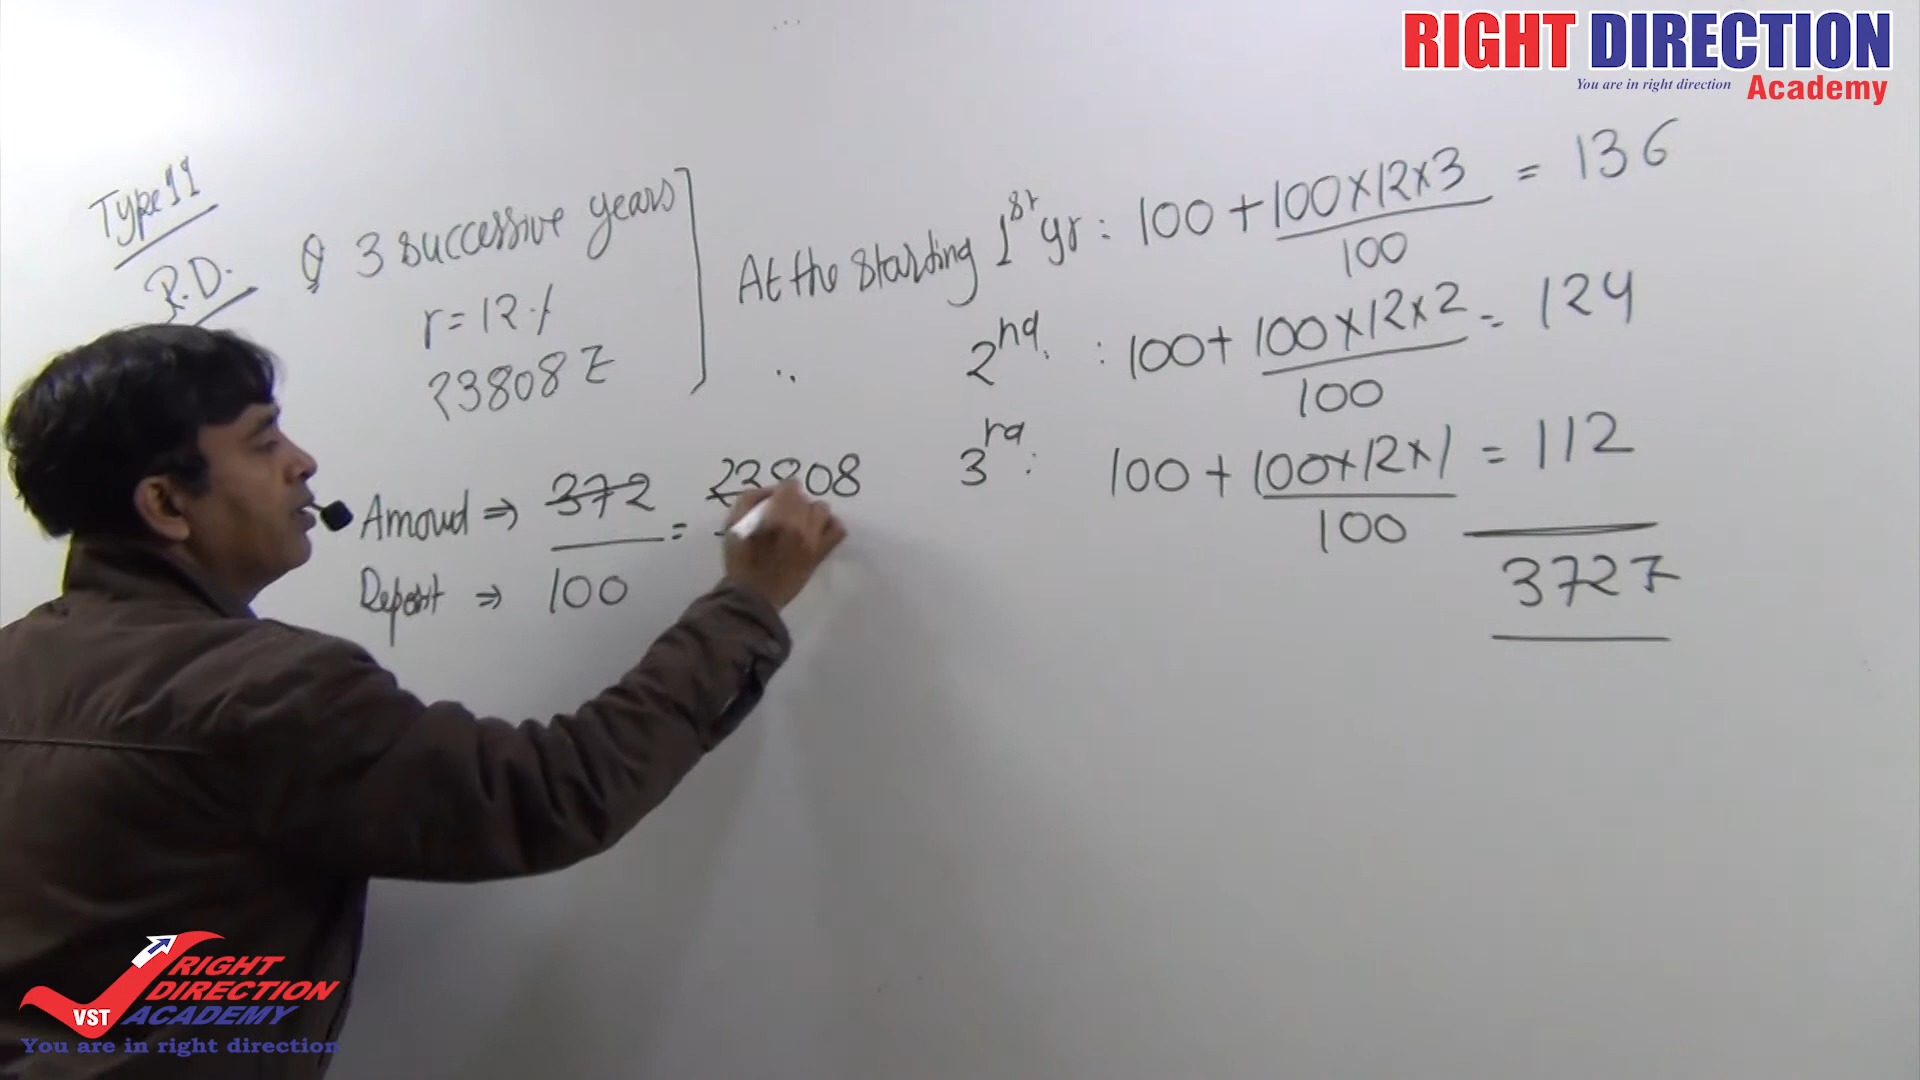 RIGHT DIRECTION
You are in right direction Academy
Type 11
R.D.
Q 3 successive years
r = 12 %
23808 ₹
At the starting 1st yr : 100 + 100×12×3 / 100 = 136
2nd. : 100 + 100×12×2 / 100 = 124
3rd : 100 + 100×12×1 / 100 = 112
372₹
Amount ⇒ 372 = 23808
Deposit ⇒ 100
RIGHT
DIRECTION
VST ACADEMY
You are in right direction